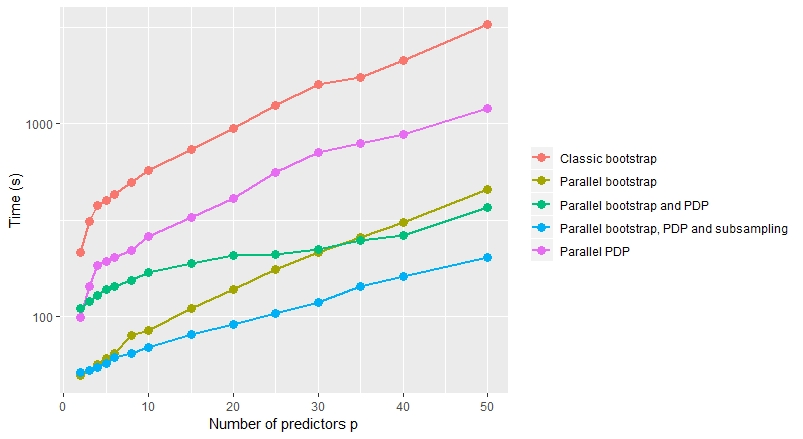 Time (s)
1000
100
0
10
20
30
40
50
Number of predictors p
Classic bootstrap
Parallel bootstrap
Parallel bootstrap and PDP
Parallel bootstrap, PDP and subsampling
Parallel PDP